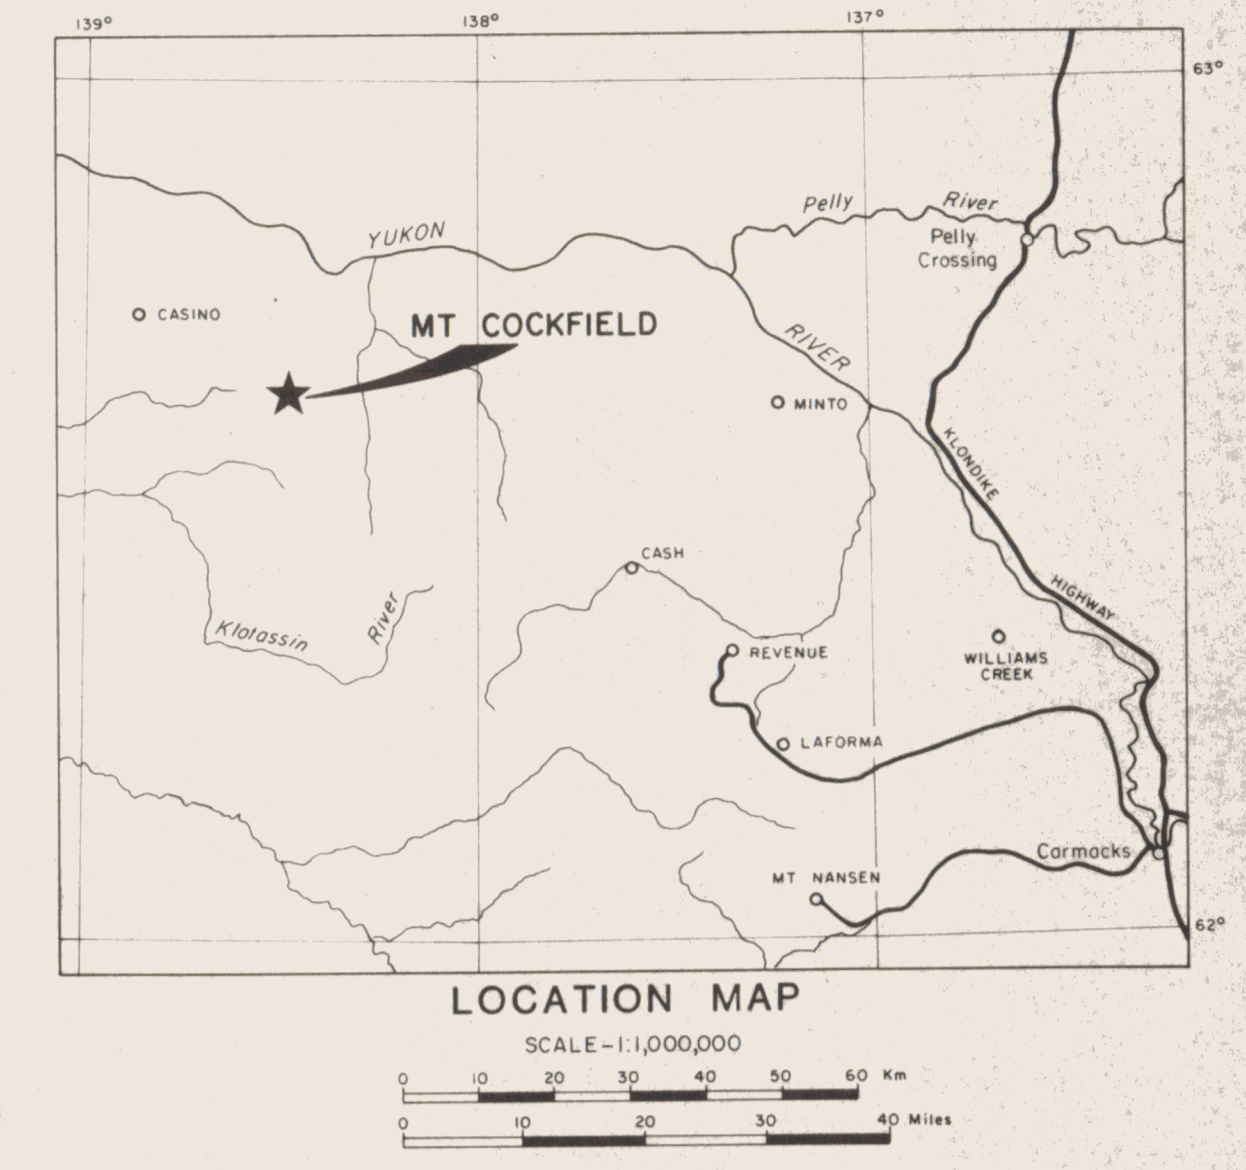 139°
138°
137°
63°
Pelly River
YUKON
Pelly
Crossing
CASINO
MT COCKFIELD
RIVER
MINTO
KLONDIKE
CASH
HIGHWAY
River
Klotassin
REVENUE
WILLIAMS
CREEK
LAFORMA
Carmacks
MT NANSEN
62°
LOCATION MAP
SCALE-1:1,000,000
0 10 20 30 40 50 60 Km
0 10 20 30 40 Miles